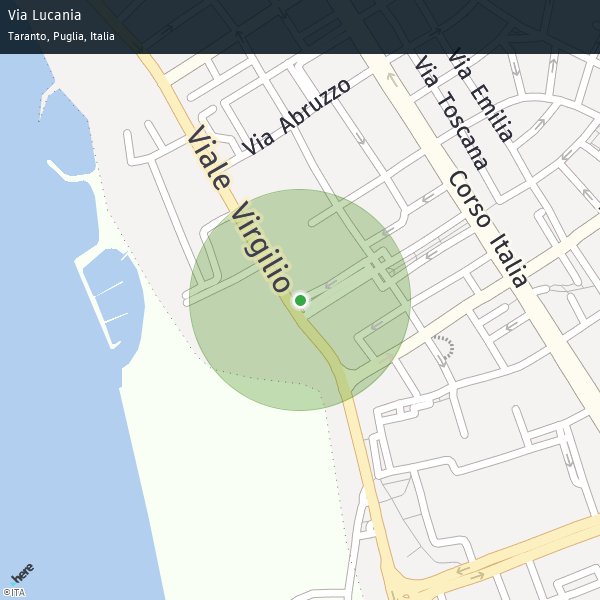 Via Lucania
Taranto, Puglia, Italia
Via Emilia
Via Toscana
Via Abruzzo
Viale Virgilio
Corso Italia
here
©ITA